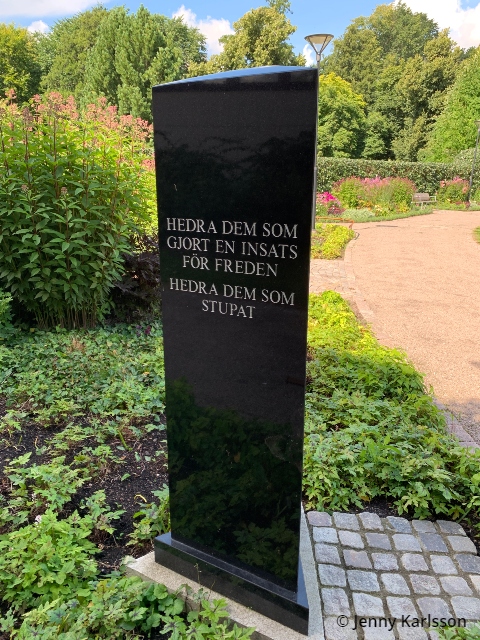 HEDRA DEM SOM
GJORT EN INSATS
FÖR FREDEN
HEDRA DEM SOM
STUPAT
© Jenny Karlsson